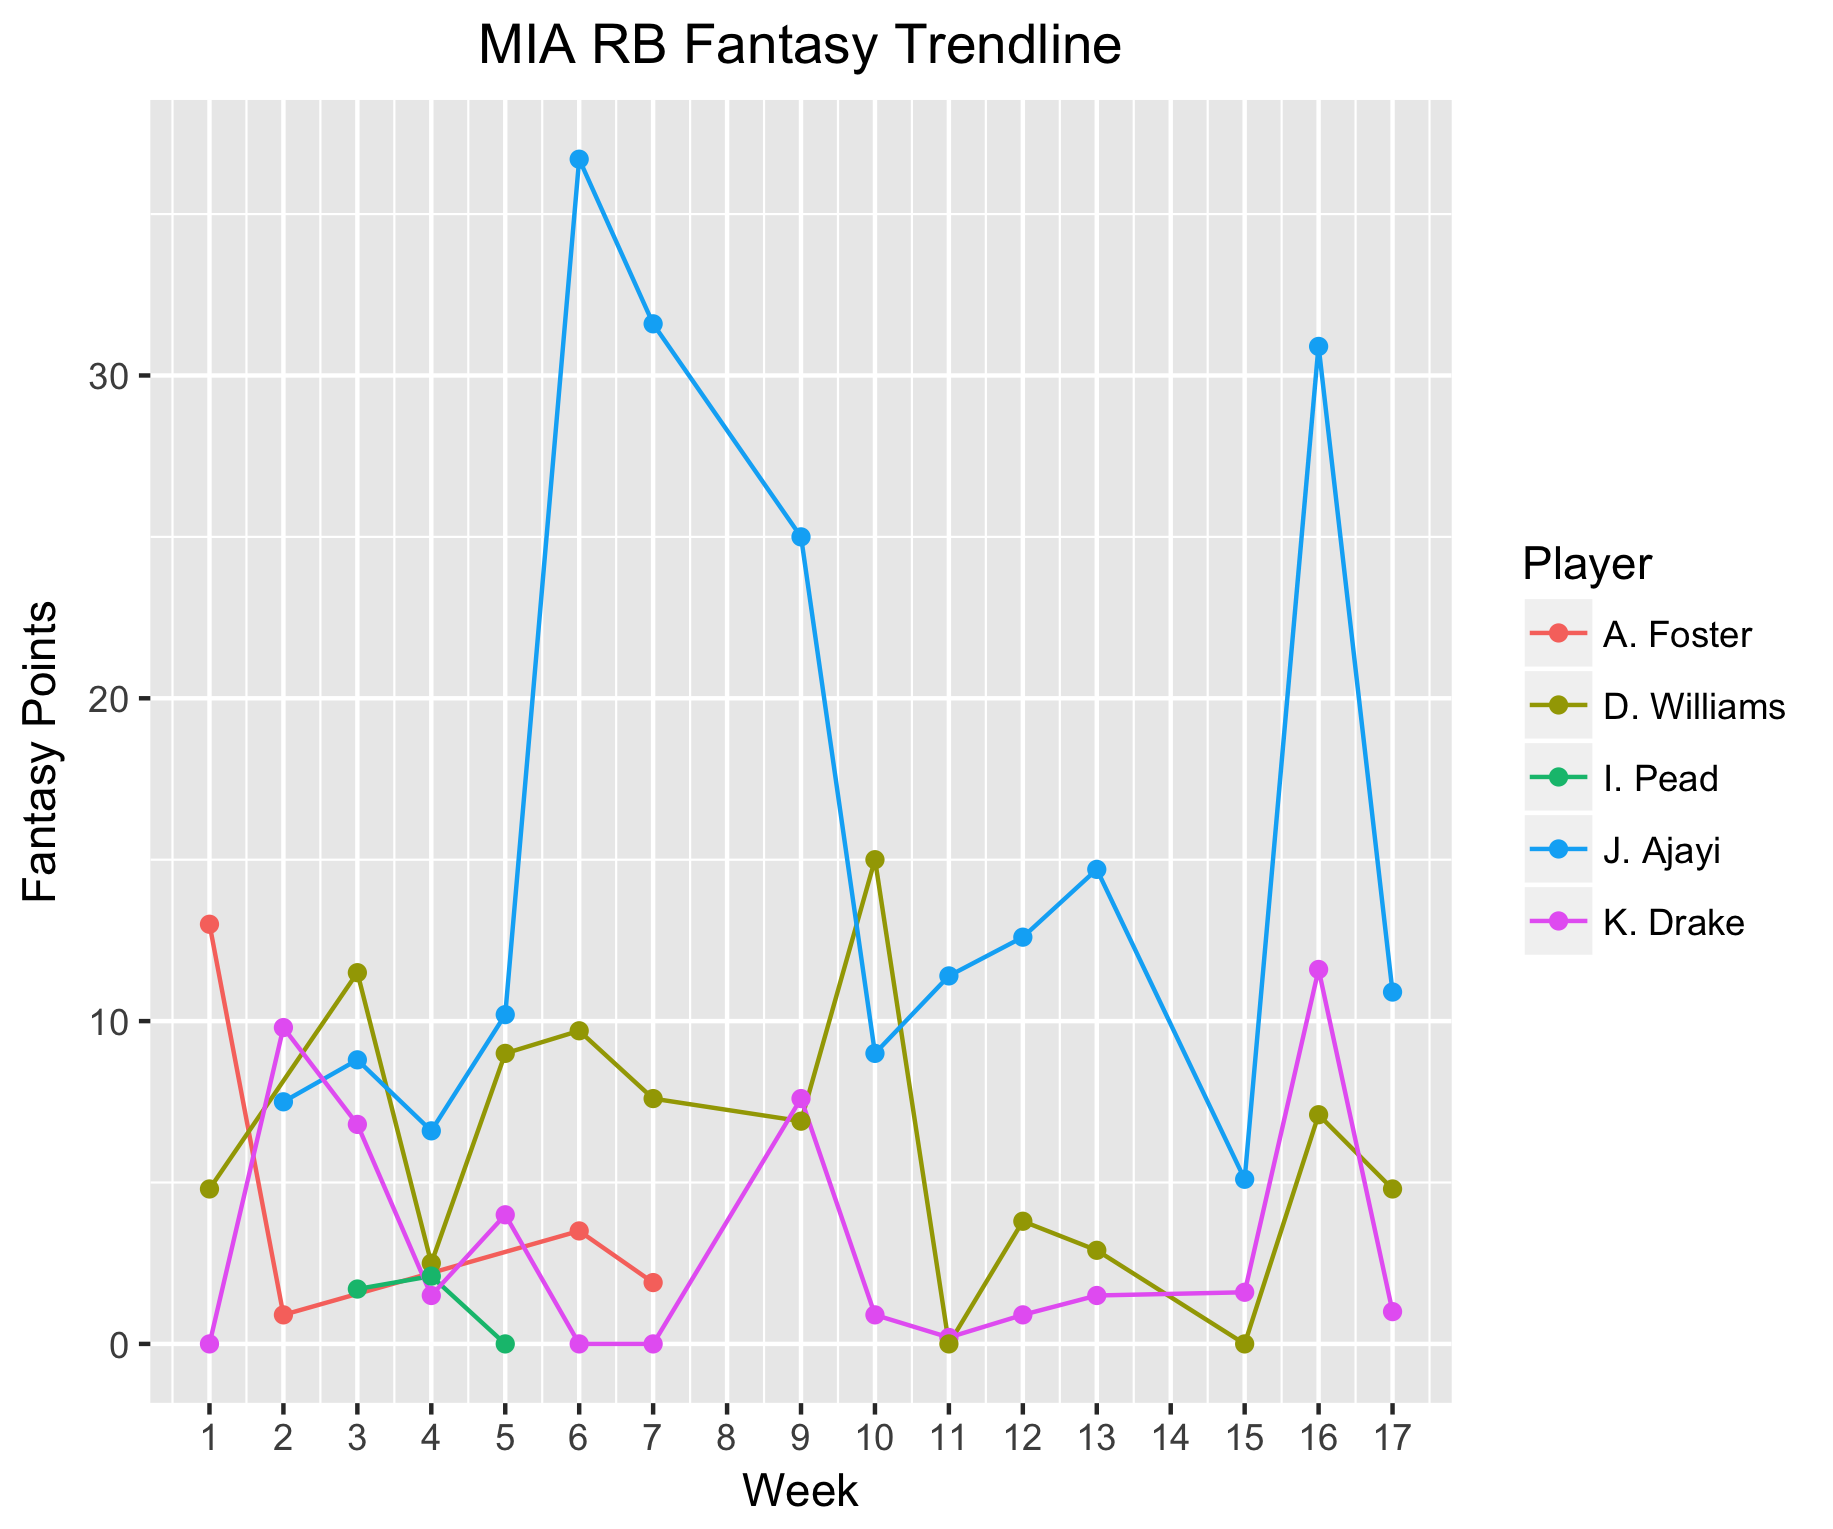 MIA RB Fantasy Trendline
Fantasy Points
30
20
10
0
1 2 3 4 5 6 7 8 9 10 11 12 13 14 15 16 17
Week
Player
A. Foster
D. Williams
I. Pead
J. Ajayi
K. Drake